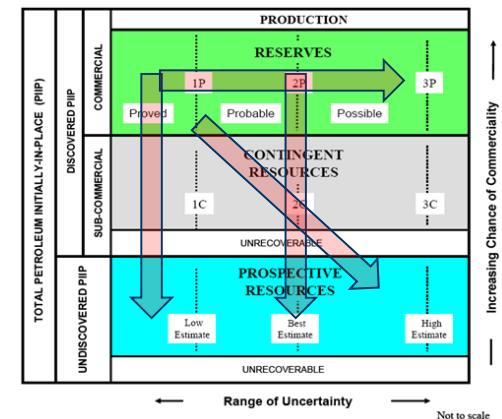 PRODUCTION
RESERVES
1P
2P
3P
Proved
Probable
Possible
CONTINGENT
RESOURCES
1C
2C
3C
UNRECOVERABLE
PROSPECTIVE
RESOURCES
Low
Estimate
Best
Estimate
High
Estimate
UNRECOVERABLE
TOTAL PETROLEUM INITIALLY-IN-PLACE (PIIP)
DISCOVERED PIIP
UNDISCOVERED PIIP
COMMERCIAL
SUB-COMMERCIAL
Increasing Chance of Commerciality
Range of Uncertainty
Not to scale